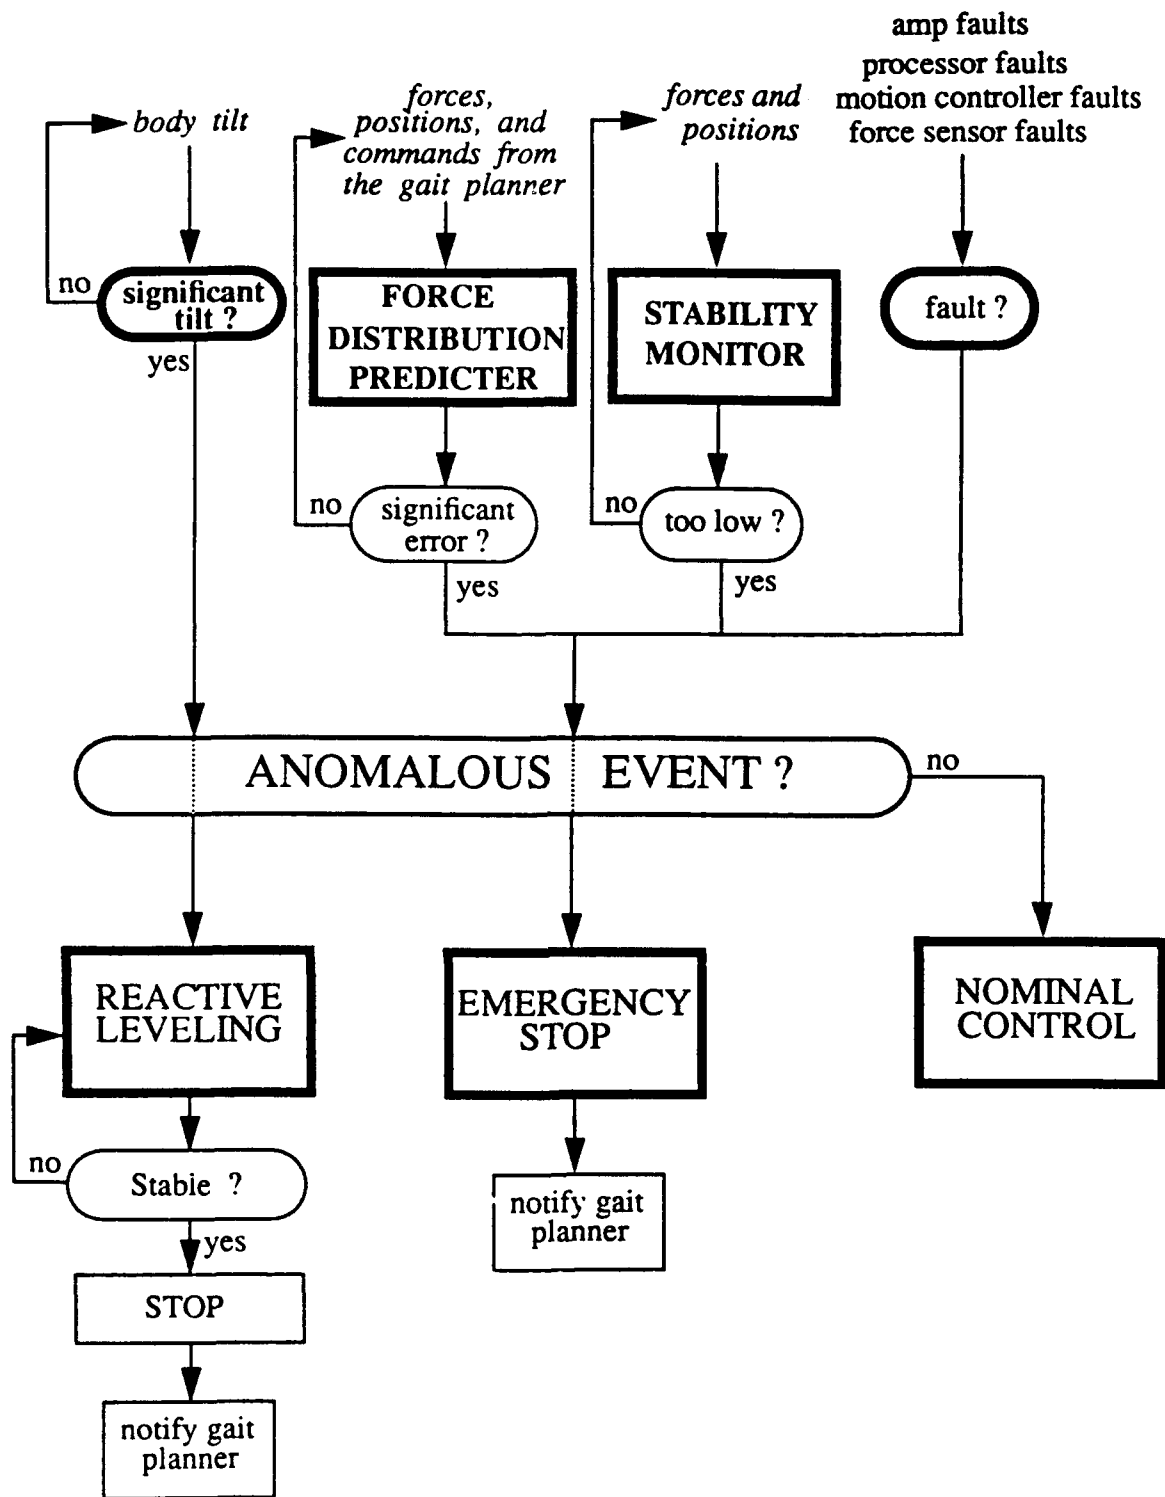 amp faults
processor faults
motion controller faults
force sensor faults
body tilt
forces,
positions, and
commands from
the gait planner
forces and
positions
no
significant
tilt ?
yes
FORCE
DISTRIBUTION
PREDICTER
STABILITY
MONITOR
fault ?
no
significant
error ?
yes
no
too low ?
yes
ANOMALOUS EVENT ?
no
REACTIVE
LEVELING
EMERGENCY
STOP
NOMINAL
CONTROL
no
Stable ?
yes
STOP
notify gait
planner
notify gait
planner